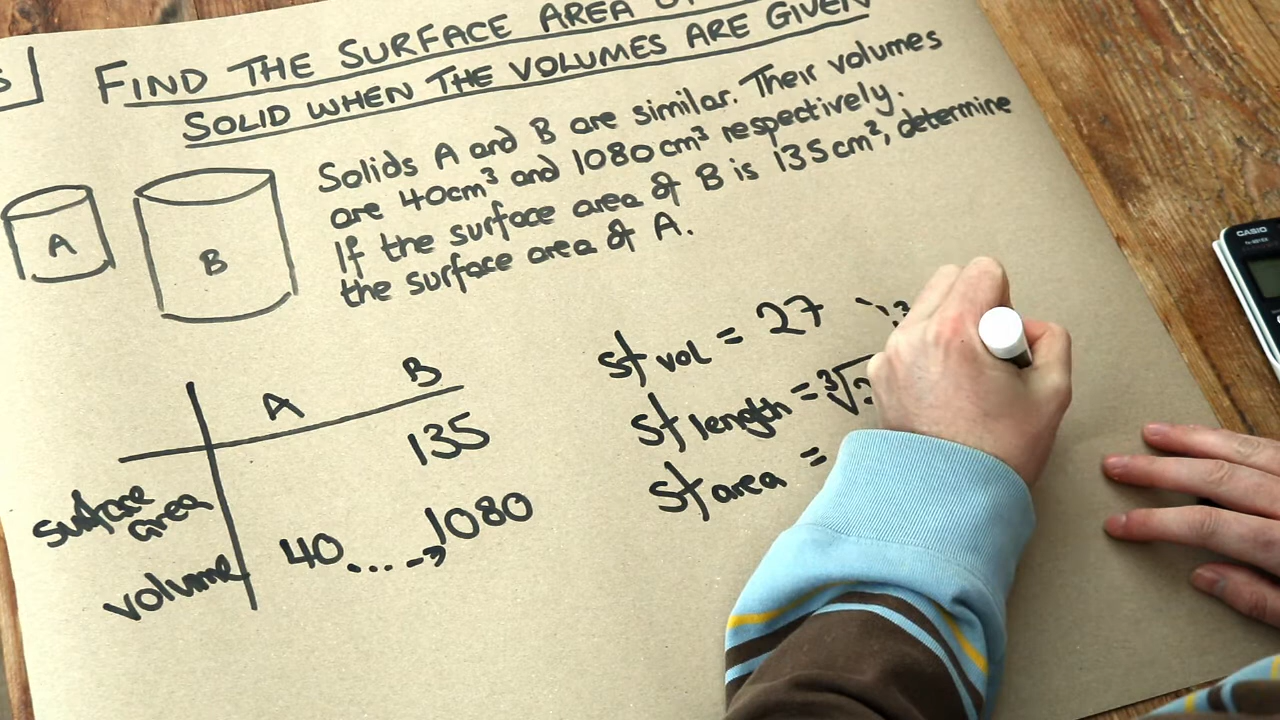 FIND THE SURFACE AREA
SOLID WHEN THE VOLUMES ARE GIVEN
Solids A and B are similar. Their volumes
are 40cm³ and 1080cm³ respectively.
If the surface area of B is 135cm², determine
the surface area of A.
A
B
A B
surface area 135
volume 40....→1080
sf vol = 27
sf length = ³√
sf area =
CASIO